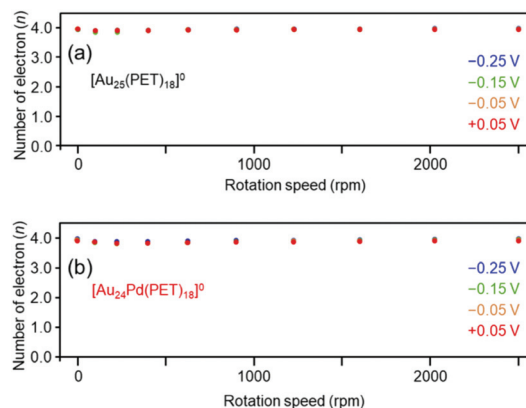 Number of electron (n)
4.0
3.0
2.0
1.0
0.0
(a)
[Au₂₅(PET)₁₈]⁰
−0.25 V
−0.15 V
−0.05 V
+0.05 V
0
1000
2000
Rotation speed (rpm)
Number of electron (n)
4.0
3.0
2.0
1.0
0.0
(b)
[Au₂₄Pd(PET)₁₈]⁰
−0.25 V
−0.15 V
−0.05 V
+0.05 V
0
1000
2000
Rotation speed (rpm)